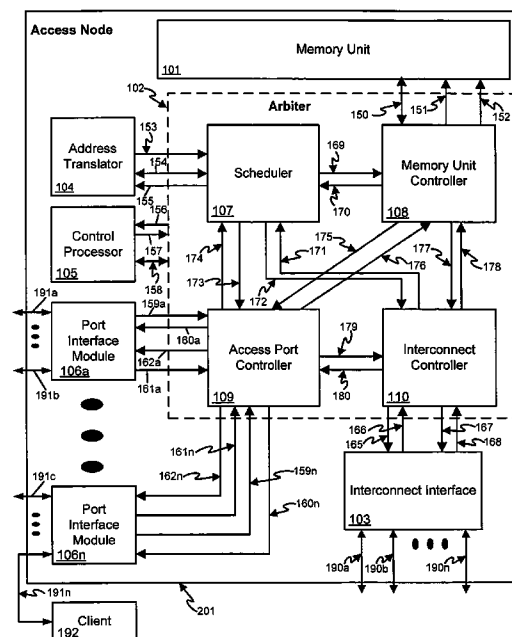 Access Node
Memory Unit
101
102
Arbiter
150
151
152
Address
Translator
104
153
154
155
Scheduler
107
169
170
Memory Unit
Controller
108
Control
Processor
105
156
157
158
174
173
175
171
172
176
177
178
191a
Port
Interface
Module
106a
191b
159a
160a
162a
161a
Access Port
Controller
109
179
180
Interconnect
Controller
110
161n
162n
159n
160n
166
165
167
168
191c
Port
Interface
Module
106n
Interconnect Interface
103
190a
190b
190n
191n
201
Client
192